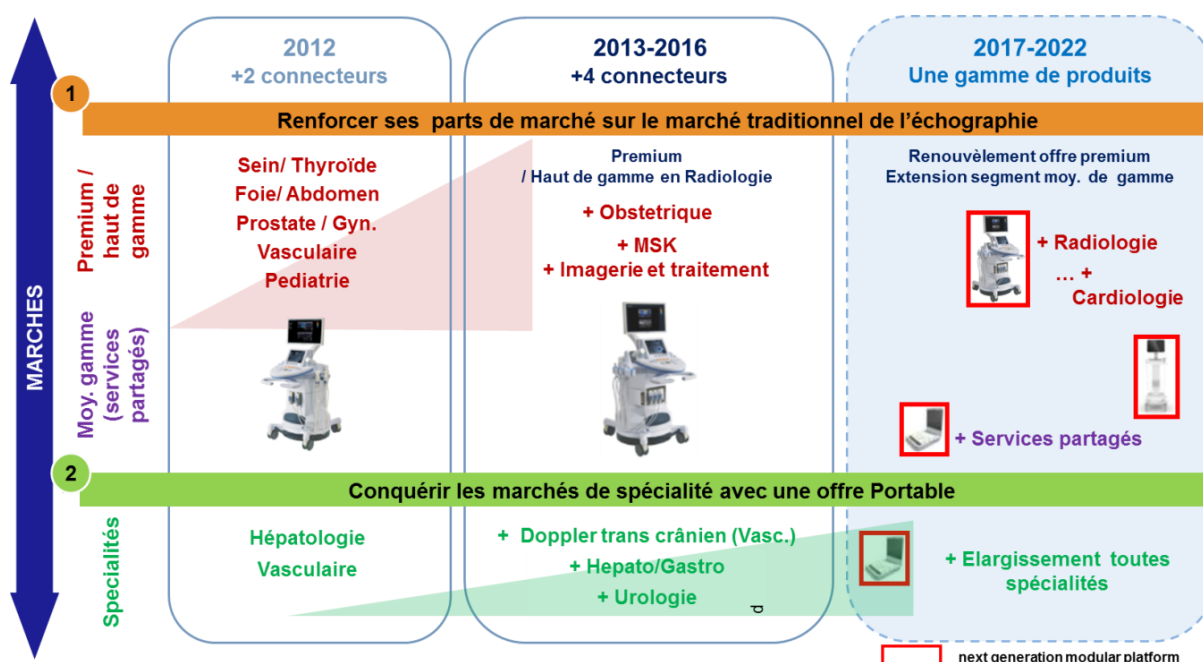 2012
+2 connecteurs
2013-2016
+4 connecteurs
2017-2022
Une gamme de produits
1
Renforcer ses parts de marché sur le marché traditionnel de l'échographie
MARCHES
Premium /
haut de
gamme
Sein/ Thyroïde
Foie/ Abdomen
Prostate / Gyn.
Vasculaire
Pediatrie
Premium
/ Haut de gamme en Radiologie
+ Obstetrique
+ MSK
+ Imagerie et traitement
Renouvèlement offre premium
Extension segment moy. de gamme
+ Radiologie
... +
Cardiologie
Moy. gamme
(services
partagés)
+ Services partagés
2
Conquérir les marchés de spécialité avec une offre Portable
Specialités
Hépatologie
Vasculaire
+ Doppler trans crânien (Vasc.)
+ Hepato/Gastro
+ Urologie
d
+ Elargissement toutes
spécialités
next generation modular platform